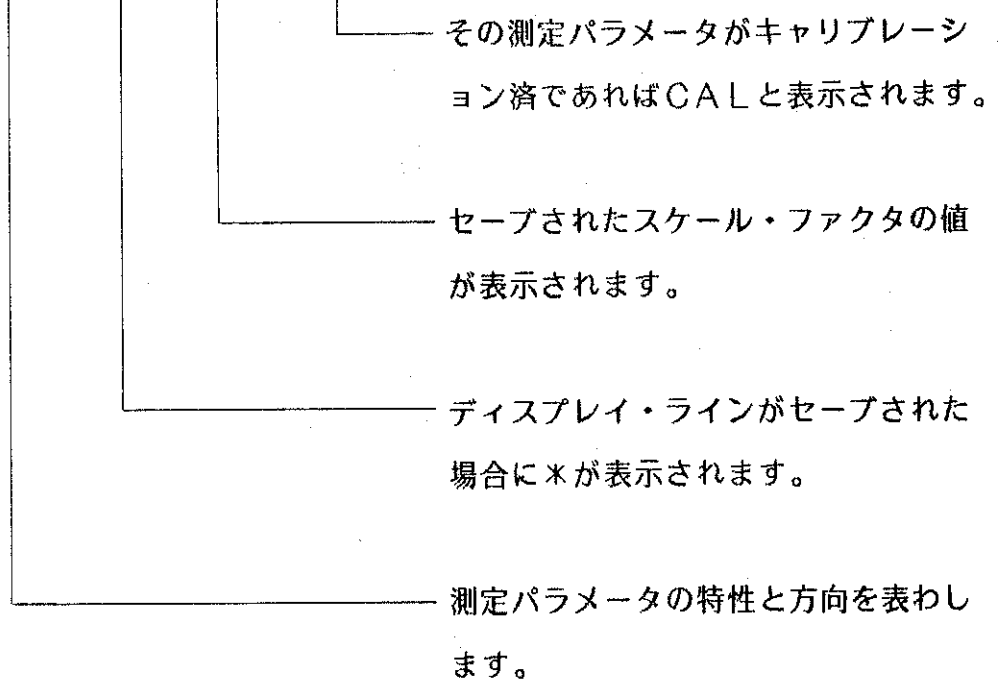 その測定パラメータがキャリブレーシ
ョン済であればＣＡＬと表示されます。
セーブされたスケール・ファクタの値
が表示されます。
ディスプレイ・ラインがセーブされた
場合に＊が表示されます。
測定パラメータの特性と方向を表わし
ます。